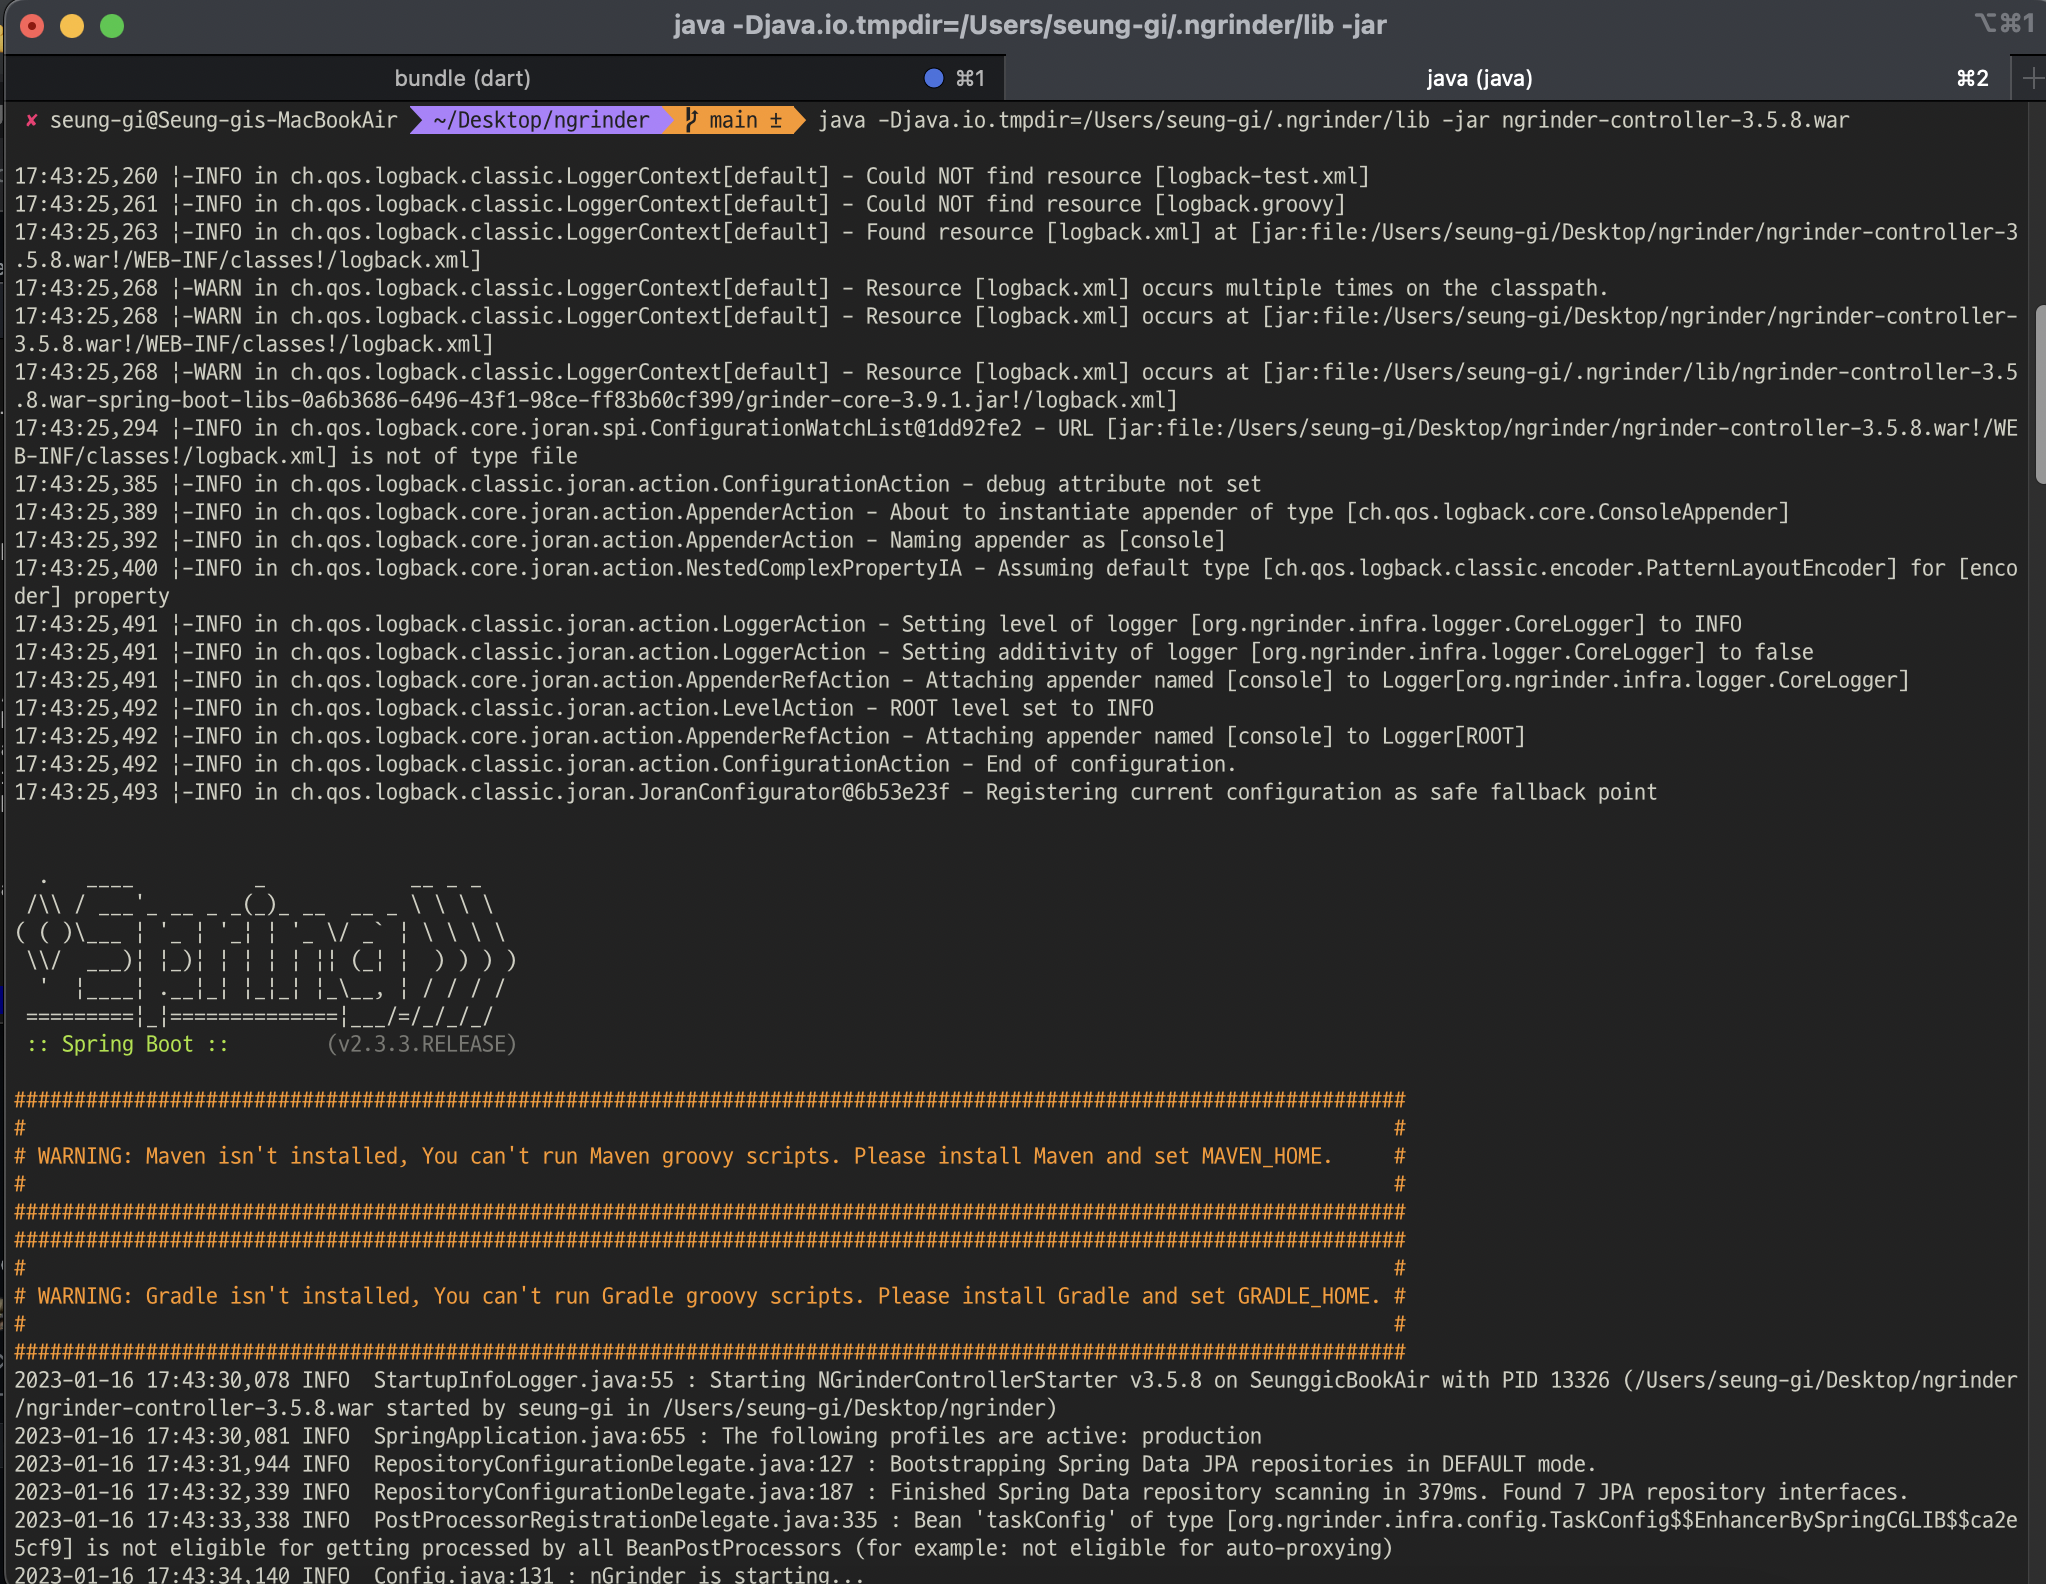 java -Djava.io.tmpdir=/Users/seung-gi/.ngrinder/lib -jar
⌥⌘1
bundle (dart) ⌘1 java (java) ⌘2
✘ seung-gi@Seung-gis-MacBookAir ~/Desktop/ngrinder main ± java -Djava.io.tmpdir=/Users/seung-gi/.ngrinder/lib -jar ngrinder-controller-3.5.8.war
17:43:25,260 |-INFO in ch.qos.logback.classic.LoggerContext[default] - Could NOT find resource [logback-test.xml]
17:43:25,261 |-INFO in ch.qos.logback.classic.LoggerContext[default] - Could NOT find resource [logback.groovy]
17:43:25,263 |-INFO in ch.qos.logback.classic.LoggerContext[default] - Found resource [logback.xml] at [jar:file:/Users/seung-gi/Desktop/ngrinder/ngrinder-controller-3
.5.8.war!/WEB-INF/classes!/logback.xml]
17:43:25,268 |-WARN in ch.qos.logback.classic.LoggerContext[default] - Resource [logback.xml] occurs multiple times on the classpath.
17:43:25,268 |-WARN in ch.qos.logback.classic.LoggerContext[default] - Resource [logback.xml] occurs at [jar:file:/Users/seung-gi/Desktop/ngrinder/ngrinder-controller-
3.5.8.war!/WEB-INF/classes!/logback.xml]
17:43:25,268 |-WARN in ch.qos.logback.classic.LoggerContext[default] - Resource [logback.xml] occurs at [jar:file:/Users/seung-gi/.ngrinder/lib/ngrinder-controller-3.5
.8.war-spring-boot-libs-0a6b3686-6496-43f1-98ce-ff83b60cf399/grinder-core-3.9.1.jar!/logback.xml]
17:43:25,294 |-INFO in ch.qos.logback.core.joran.spi.ConfigurationWatchList@1dd92fe2 - URL [jar:file:/Users/seung-gi/Desktop/ngrinder/ngrinder-controller-3.5.8.war!/WE
B-INF/classes!/logback.xml] is not of type file
17:43:25,385 |-INFO in ch.qos.logback.classic.joran.action.ConfigurationAction - debug attribute not set
17:43:25,389 |-INFO in ch.qos.logback.core.joran.action.AppenderAction - About to instantiate appender of type [ch.qos.logback.core.ConsoleAppender]
17:43:25,392 |-INFO in ch.qos.logback.core.joran.action.AppenderAction - Naming appender as [console]
17:43:25,400 |-INFO in ch.qos.logback.core.joran.action.NestedComplexPropertyIA - Assuming default type [ch.qos.logback.classic.encoder.PatternLayoutEncoder] for [enco
der] property
17:43:25,491 |-INFO in ch.qos.logback.classic.joran.action.LoggerAction - Setting level of logger [org.ngrinder.infra.logger.CoreLogger] to INFO
17:43:25,491 |-INFO in ch.qos.logback.classic.joran.action.LoggerAction - Setting additivity of logger [org.ngrinder.infra.logger.CoreLogger] to false
17:43:25,491 |-INFO in ch.qos.logback.core.joran.action.AppenderRefAction - Attaching appender named [console] to Logger[org.ngrinder.infra.logger.CoreLogger]
17:43:25,492 |-INFO in ch.qos.logback.classic.joran.action.LevelAction - ROOT level set to INFO
17:43:25,492 |-INFO in ch.qos.logback.core.joran.action.AppenderRefAction - Attaching appender named [console] to Logger[ROOT]
17:43:25,492 |-INFO in ch.qos.logback.classic.joran.action.ConfigurationAction - End of configuration.
17:43:25,493 |-INFO in ch.qos.logback.classic.joran.JoranConfigurator@6b53e23f - Registering current configuration as safe fallback point
Spring
:: Spring Boot :: (v2.3.3.RELEASE)
####################################################################################################################
# #
# WARNING: Maven isn't installed, You can't run Maven groovy scripts. Please install Maven and set MAVEN_HOME. #
# #
####################################################################################################################
####################################################################################################################
# #
# WARNING: Gradle isn't installed, You can't run Gradle groovy scripts. Please install Gradle and set GRADLE_HOME. #
# #
####################################################################################################################
2023-01-16 17:43:30,078 INFO StartupInfoLogger.java:55 : Starting NGrinderControllerStarter v3.5.8 on SeunggicBookAir with PID 13326 (/Users/seung-gi/Desktop/ngrinder
/ngrinder-controller-3.5.8.war started by seung-gi in /Users/seung-gi/Desktop/ngrinder)
2023-01-16 17:43:30,081 INFO SpringApplication.java:655 : The following profiles are active: production
2023-01-16 17:43:31,944 INFO RepositoryConfigurationDelegate.java:127 : Bootstrapping Spring Data JPA repositories in DEFAULT mode.
2023-01-16 17:43:32,339 INFO RepositoryConfigurationDelegate.java:187 : Finished Spring Data repository scanning in 379ms. Found 7 JPA repository interfaces.
2023-01-16 17:43:33,338 INFO PostProcessorRegistrationDelegate.java:335 : Bean 'taskConfig' of type [org.ngrinder.infra.config.TaskConfig$$EnhancerBySpringCGLIB$$ca2e
5cf9] is not eligible for getting processed by all BeanPostProcessors (for example: not eligible for auto-proxying)
2023-01-16 17:43:34,140 INFO Config.java:131 : nGrinder is starting...